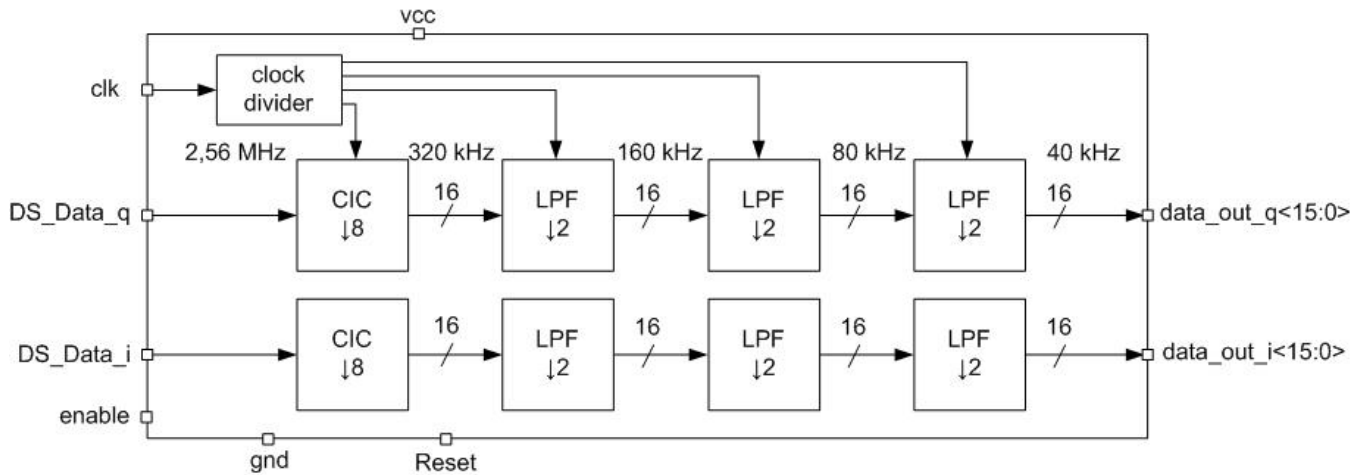 vcc
clk
clock
divider
2,56 MHz
320 kHz
160 kHz
80 kHz
40 kHz
DS_Data_q
CIC
↓8
16
LPF
↓2
16
LPF
↓2
16
LPF
↓2
16
data_out_q<15:0>
DS_Data_i
CIC
↓8
16
LPF
↓2
16
LPF
↓2
16
LPF
↓2
16
data_out_i<15:0>
enable
gnd
Reset